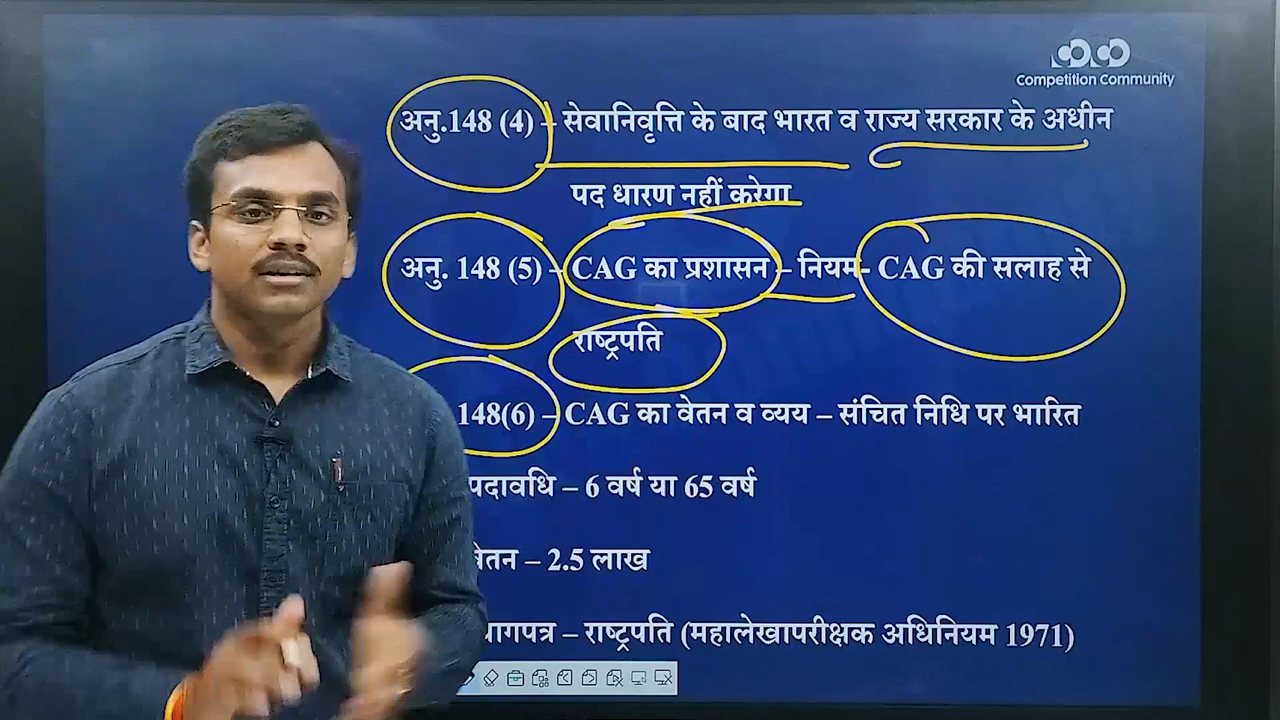 Competition Community
अनु.148 (4) – सेवानिवृत्ति के बाद भारत व राज्य सरकार के अधीन
पद धारण नहीं करेगा
अनु. 148 (5) – CAG का प्रशासन – नियम- CAG की सलाह से
राष्ट्रपति
148(6) – CAG का वेतन व व्यय – संचित निधि पर भारित
पदावधि – 6 वर्ष या 65 वर्ष
वेतन – 2.5 लाख
यागपत्र – राष्ट्रपति (महालेखापरीक्षक अधिनियम 1971)